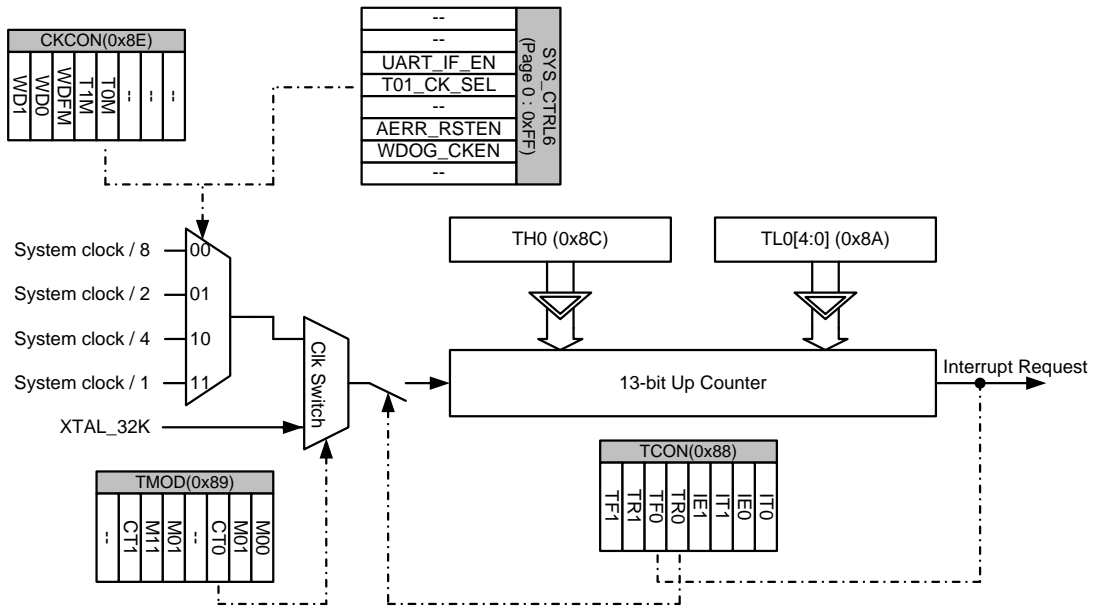 CKCON(0x8E)
WD1
WD0
WDFM
T1M
T0M
--
--
--
--
--
UART_IF_EN
T01_CK_SEL
--
AERR_RSTEN
WDOG_CKEN
--
SYS_CTRL6
(Page 0 : 0xFF)
System clock / 8
00
System clock / 2
01
System clock / 4
10
System clock / 1
11
XTAL_32K
Clk Switch
TH0 (0x8C)
TL0[4:0] (0x8A)
13-bit Up Counter
Interrupt Request
TMOD(0x89)
--
CT1
M11
M01
--
CT0
M01
M00
TCON(0x88)
TF1
TR1
TF0
TR0
IE1
IT1
IE0
IT0